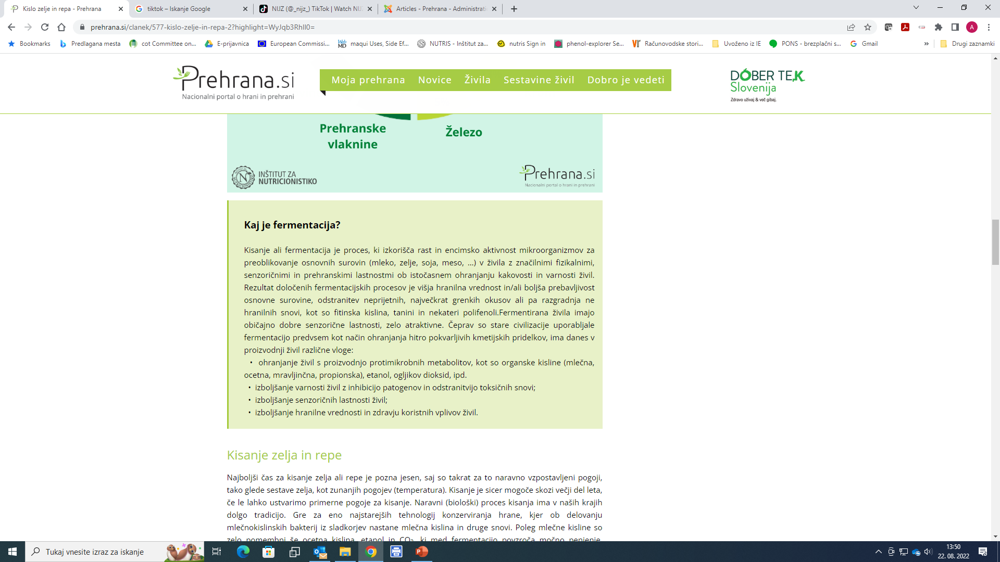 Kislo zelje in repa - Prehrana
tiktok – Iskanje Google
NIJZ (@_nijz_) TikTok | Watch NIJ
Articles - Prehrana - Administrati
prehrana.si/clanek/577-kislo-zelje-in-repa-2?highlight=WyJqb3RhIl0=
A
Bookmarks
Predlagana mesta
cot Committee on...
E-prijavnica
European Commissi...
maqui Uses, Side Ef...
NUTRIS - Inštitut za...
nutris Sign in
phenol-explorer Se...
Računovodske stori...
Uvoženo iz IE
PONS - brezplačni s...
Gmail
»
Drugi zaznamki
Prehrana.si
Nacionalni portal o hrani in prehrani
Moja prehrana
Novice
Živila
Sestavine živil
Dobro je vedeti
DOBER TEK
Slovenija
Zdravo uživaj & več gibaj.
Prehranske
vlaknine
Železo
INŠTITUT ZA
NUTRICIONISTIKO
Prehrana.si
Nacionalni portal o hrani in prehrani
Kaj je fermentacija?
Kisanje ali fermentacija je proces, ki izkorišča rast in encimsko aktivnost mikroorganizmov za
preoblikovanje osnovnih surovin (mleko, zelje, soja, meso, ...) v živila z značilnimi fizikalnimi,
senzoričnimi in prehranskimi lastnostmi ob istočasnem ohranjanju kakovosti in varnosti živil.
Rezultat določenih fermentacijskih procesov je višja hranilna vrednost in/ali boljša prebavljivost
osnovne surovine, odstranitev neprijetnih, največkrat grenkih okusov ali pa razgradnja ne
hranilnih snovi, kot so fitinska kislina, tanini in nekateri polifenoli.Fermentirana živila imajo
običajno dobre senzorične lastnosti, zelo atraktivne. Čeprav so stare civilizacije uporabljale
fermentacijo predvsem kot način ohranjanja hitro pokvarljivih kmetijskih pridelkov, ima danes v
proizvodnji živil različne vloge:
• ohranjanje živil s proizvodnjo protimikrobnih metabolitov, kot so organske kisline (mlečna,
ocetna, mravljinčna, propionska), etanol, ogljikov dioksid, ipd.
• izboljšanje varnosti živil z inhibicijo patogenov in odstranitvijo toksičnih snovi;
• izboljšanje senzoričnih lastnosti živil;
• izboljšanje hranilne vrednosti in zdravju koristnih vplivov živil.
Kisanje zelja in repe
Najboljši čas za kisanje zelja ali repe je pozna jesen, saj so takrat za to naravno vzpostavljeni pogoji,
tako glede sestave zelja, kot zunanjih pogojev (temperatura). Kisanje je sicer mogoče skozi večji del leta,
če le lahko ustvarimo primerne pogoje za kisanje. Naravni (biološki) proces kisanja ima v naših krajih
dolgo tradicijo. Gre za eno najstarejših tehnologij konzerviranja hrane, kjer ob delovanju
mlečnokislinskih bakterij iz sladkorjev nastane mlečna kislina in druge snovi. Poleg mlečne kisline so
zelo pomembni še ocetna kislina, etanol in CO₂, ki med fermentacijo povzroča močno penjenje.
Tukaj vnesite izraz za iskanje
13:50
22. 08. 2022